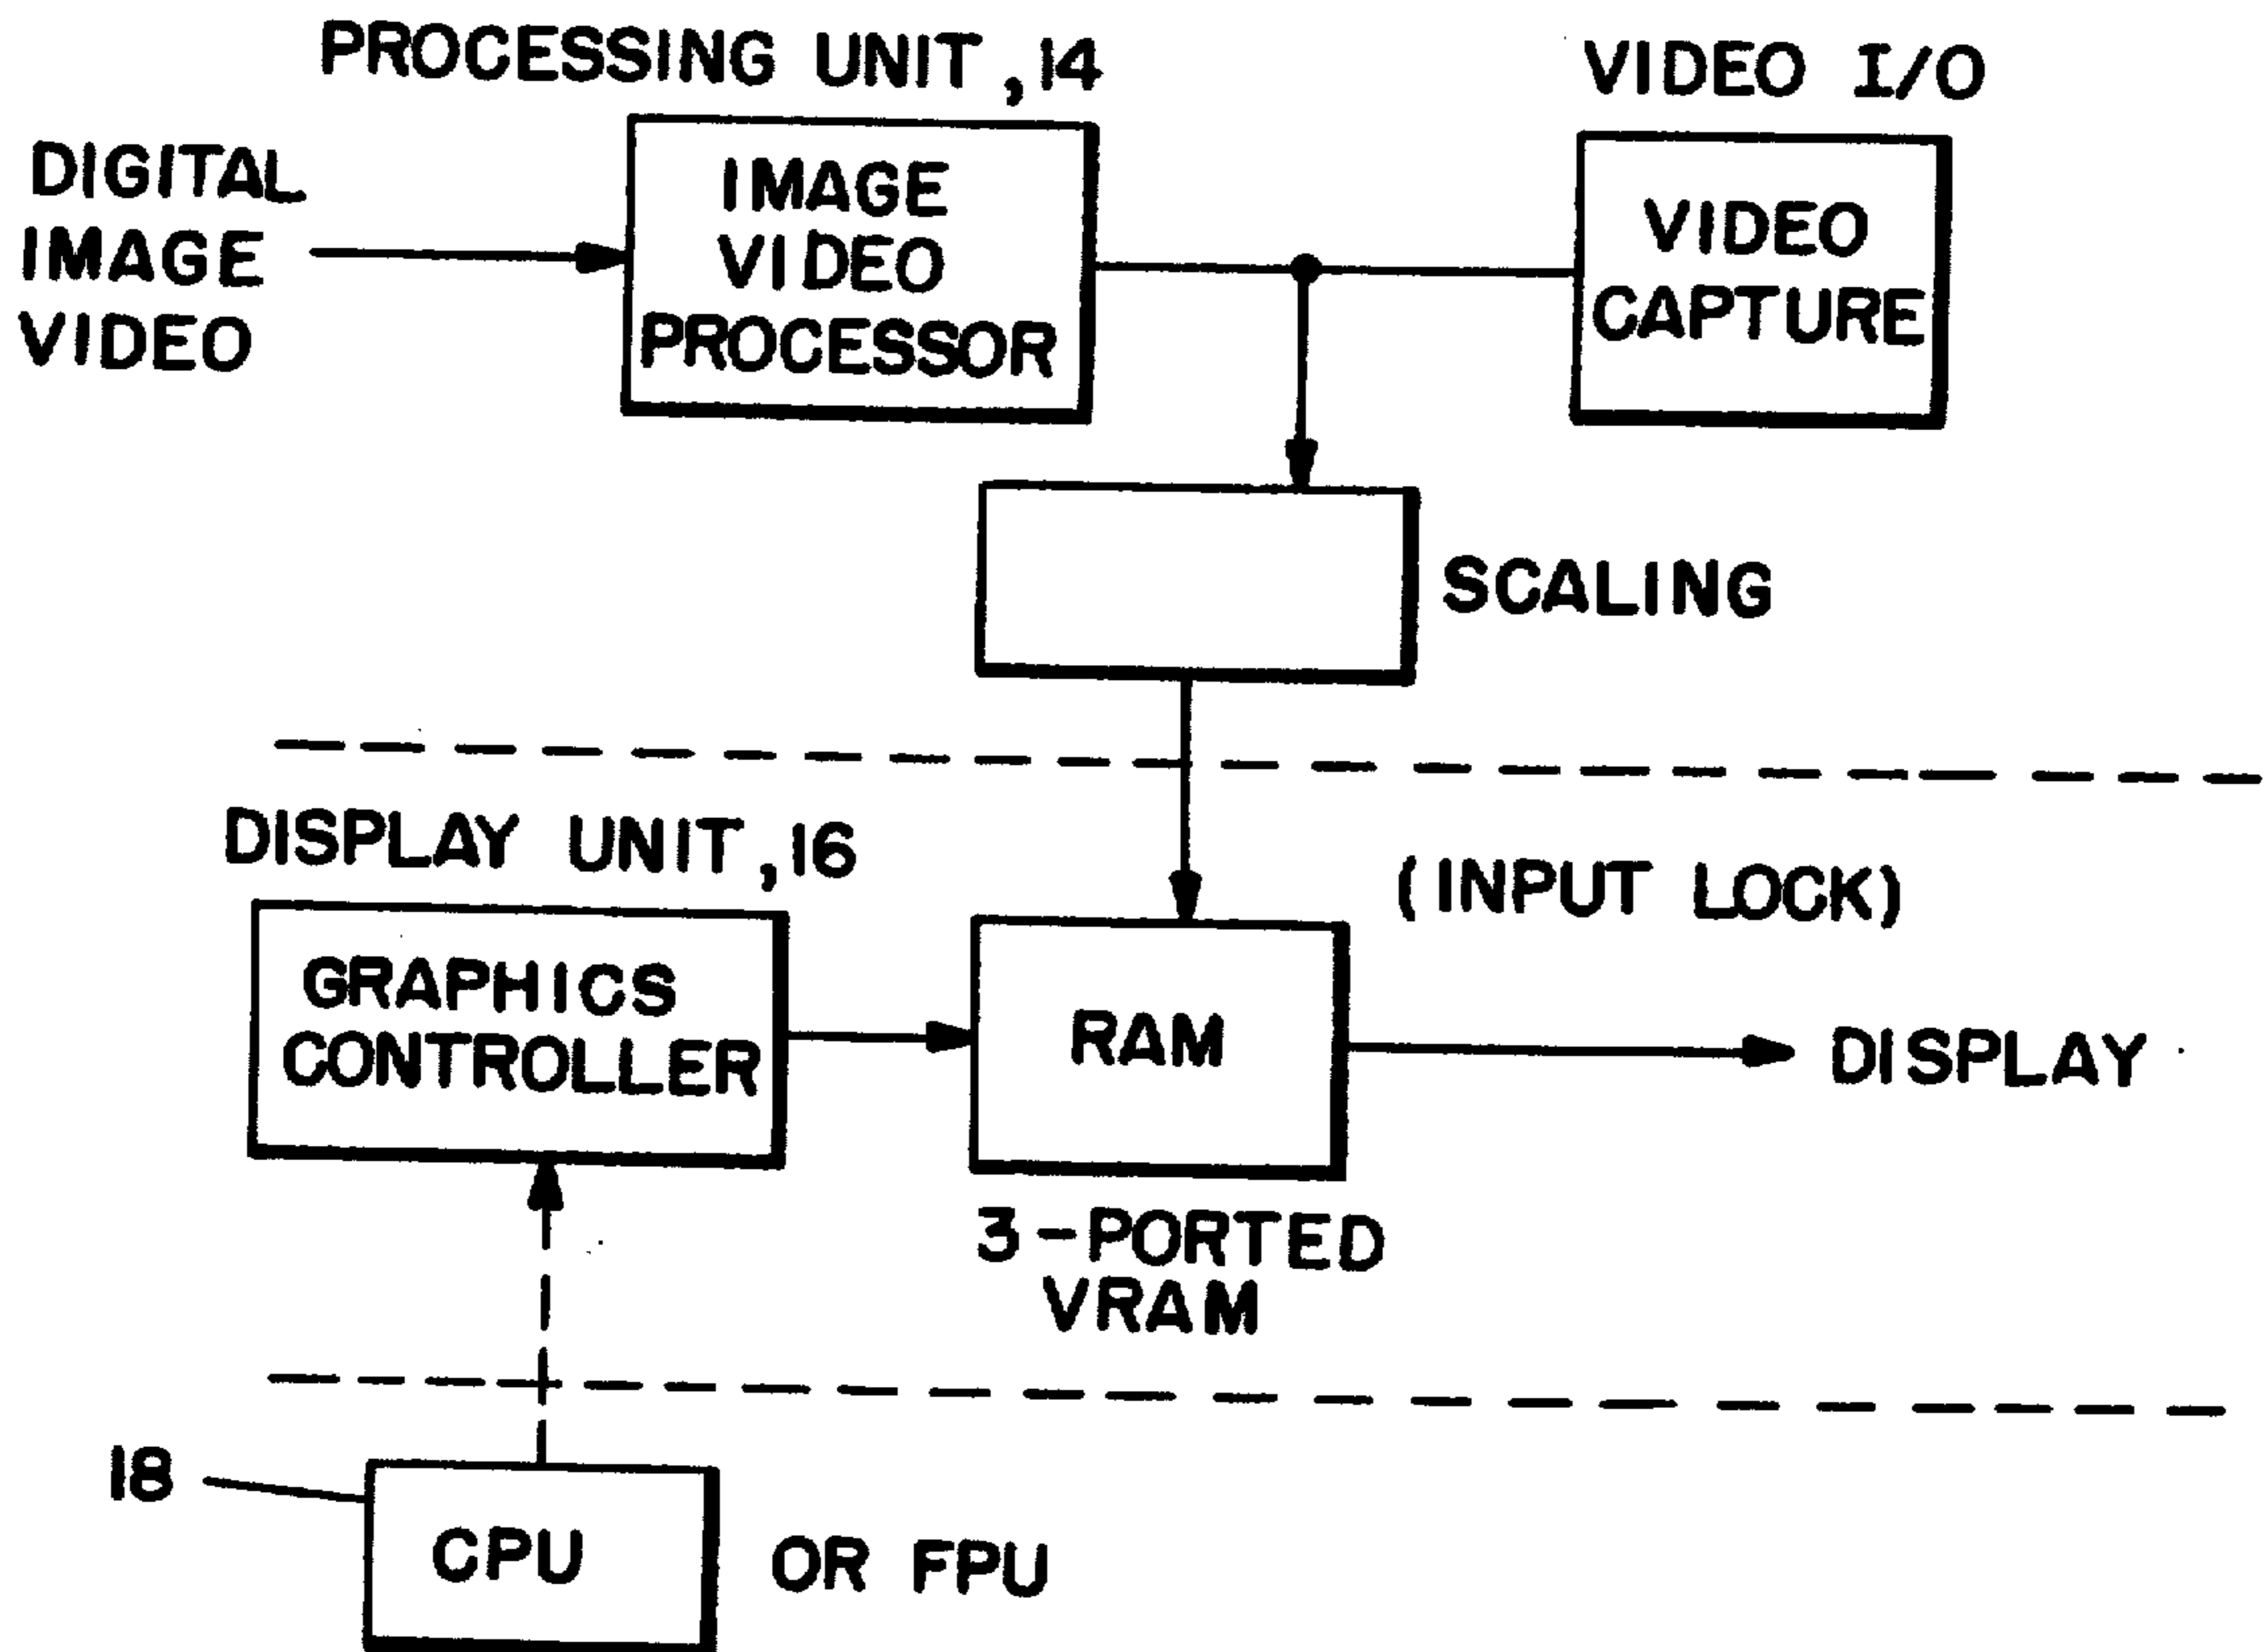 PROCESSING UNIT,14
VIDEO I/O
DIGITAL
IMAGE
VIDEO
IMAGE
VIDEO
PROCESSOR
VIDEO
CAPTURE
SCALING
DISPLAY UNIT,16
(INPUT LOCK)
GRAPHICS
CONTROLLER
RAM
DISPLAY
3-PORTED
VRAM
18
CPU
OR FPU